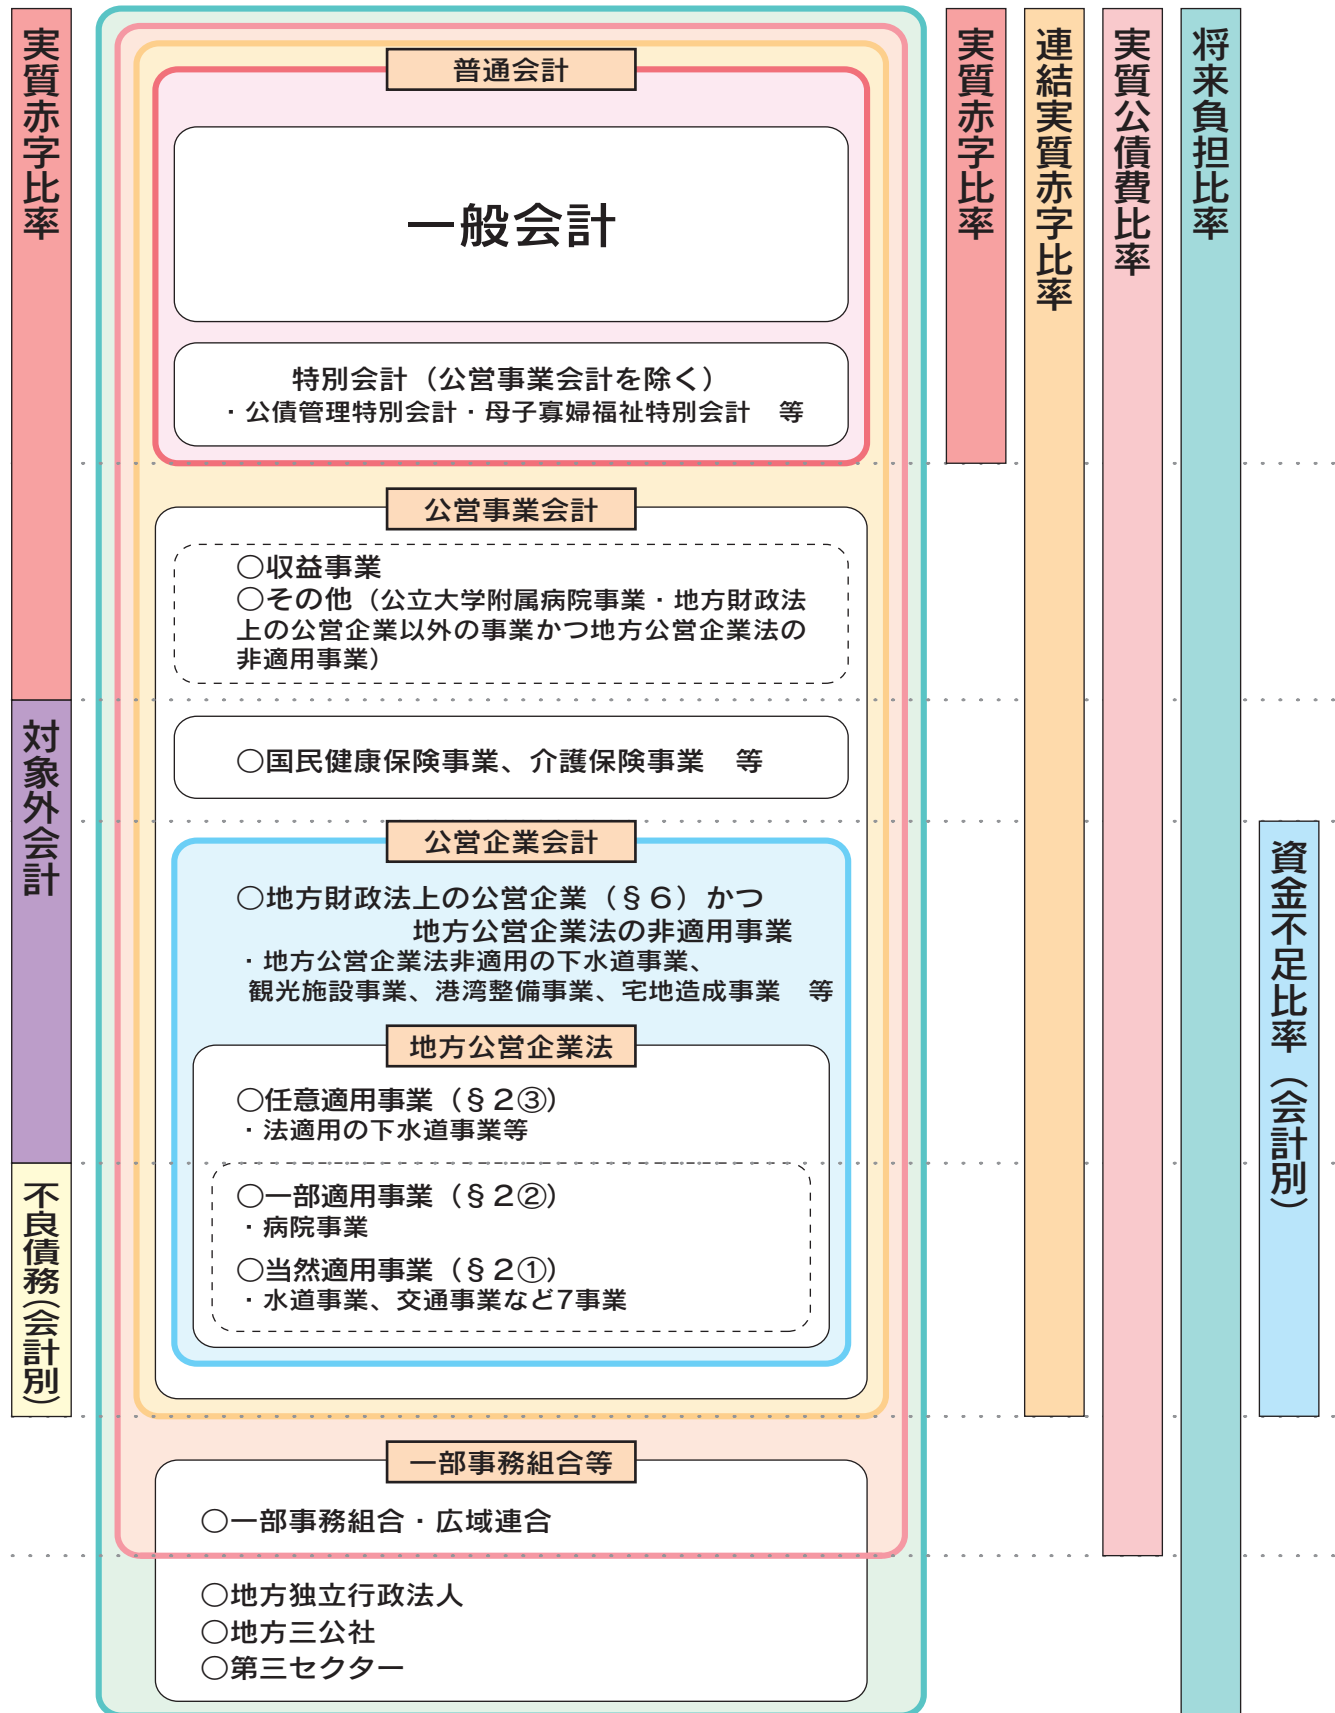 実質赤字比率
対象外会計
不良債務(会計別)
普通会計
一般会計
特別会計（公営事業会計を除く）
・公債管理特別会計・母子寡婦福祉特別会計　等
公営事業会計
○収益事業
○その他（公立大学附属病院事業・地方財政法
上の公営企業以外の事業かつ地方公営企業法の
非適用事業）
○国民健康保険事業、介護保険事業　等
公営企業会計
○地方財政法上の公営企業（§６）かつ
地方公営企業法の非適用事業
・地方公営企業法非適用の下水道事業、
観光施設事業、港湾整備事業、宅地造成事業　等
地方公営企業法
○任意適用事業（§２③）
・法適用の下水道事業等
○一部適用事業（§２②）
・病院事業
○当然適用事業（§２①）
・水道事業、交通事業など7事業
一部事務組合等
○一部事務組合・広域連合
○地方独立行政法人
○地方三公社
○第三セクター
実質赤字比率
連結実質赤字比率
実質公債費比率
将来負担比率
資金不足比率（会計別）